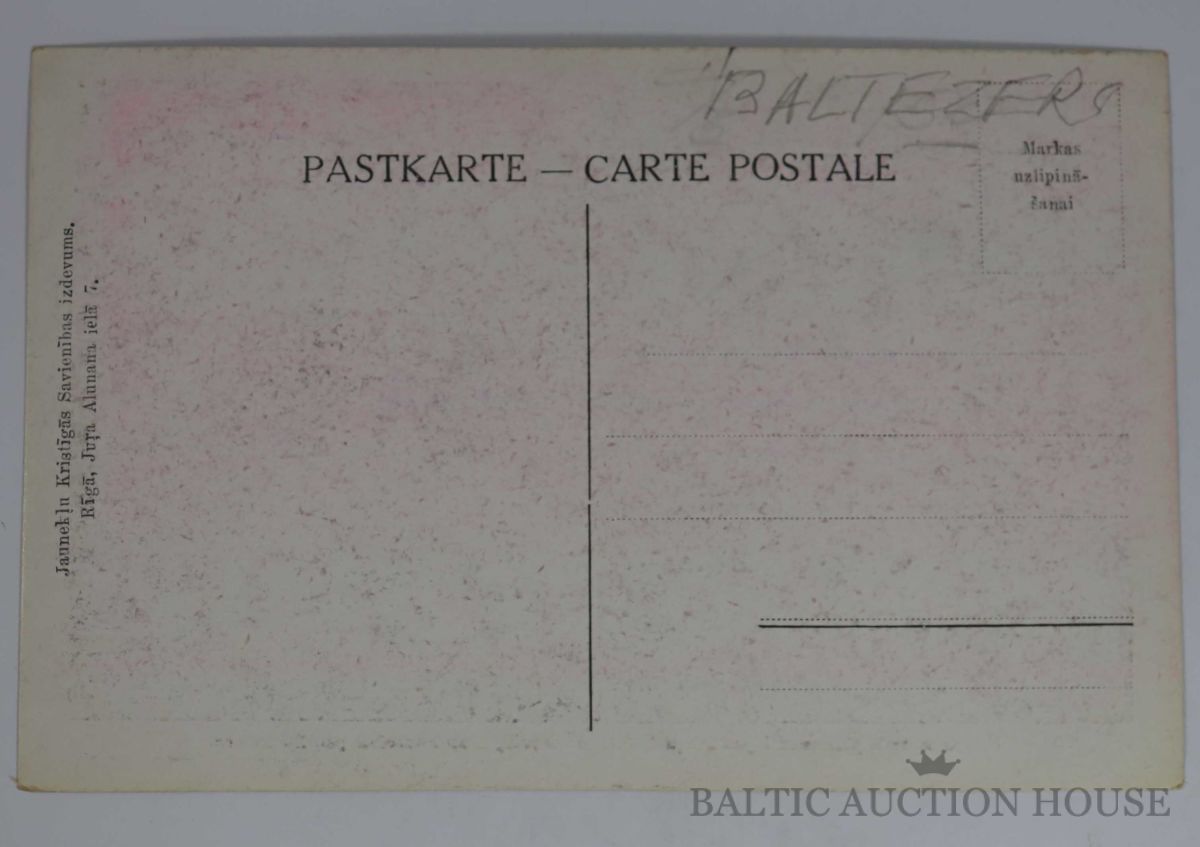 BALTEZERS
PASTKARTE — CARTE POSTALE
Markas
uzlipinā-
šanai
Jaunekļu Kristīgās Savienības izdevums.
Rīgā, Juŗa Alunana ielā 7.
BALTIC AUCTION HOUSE